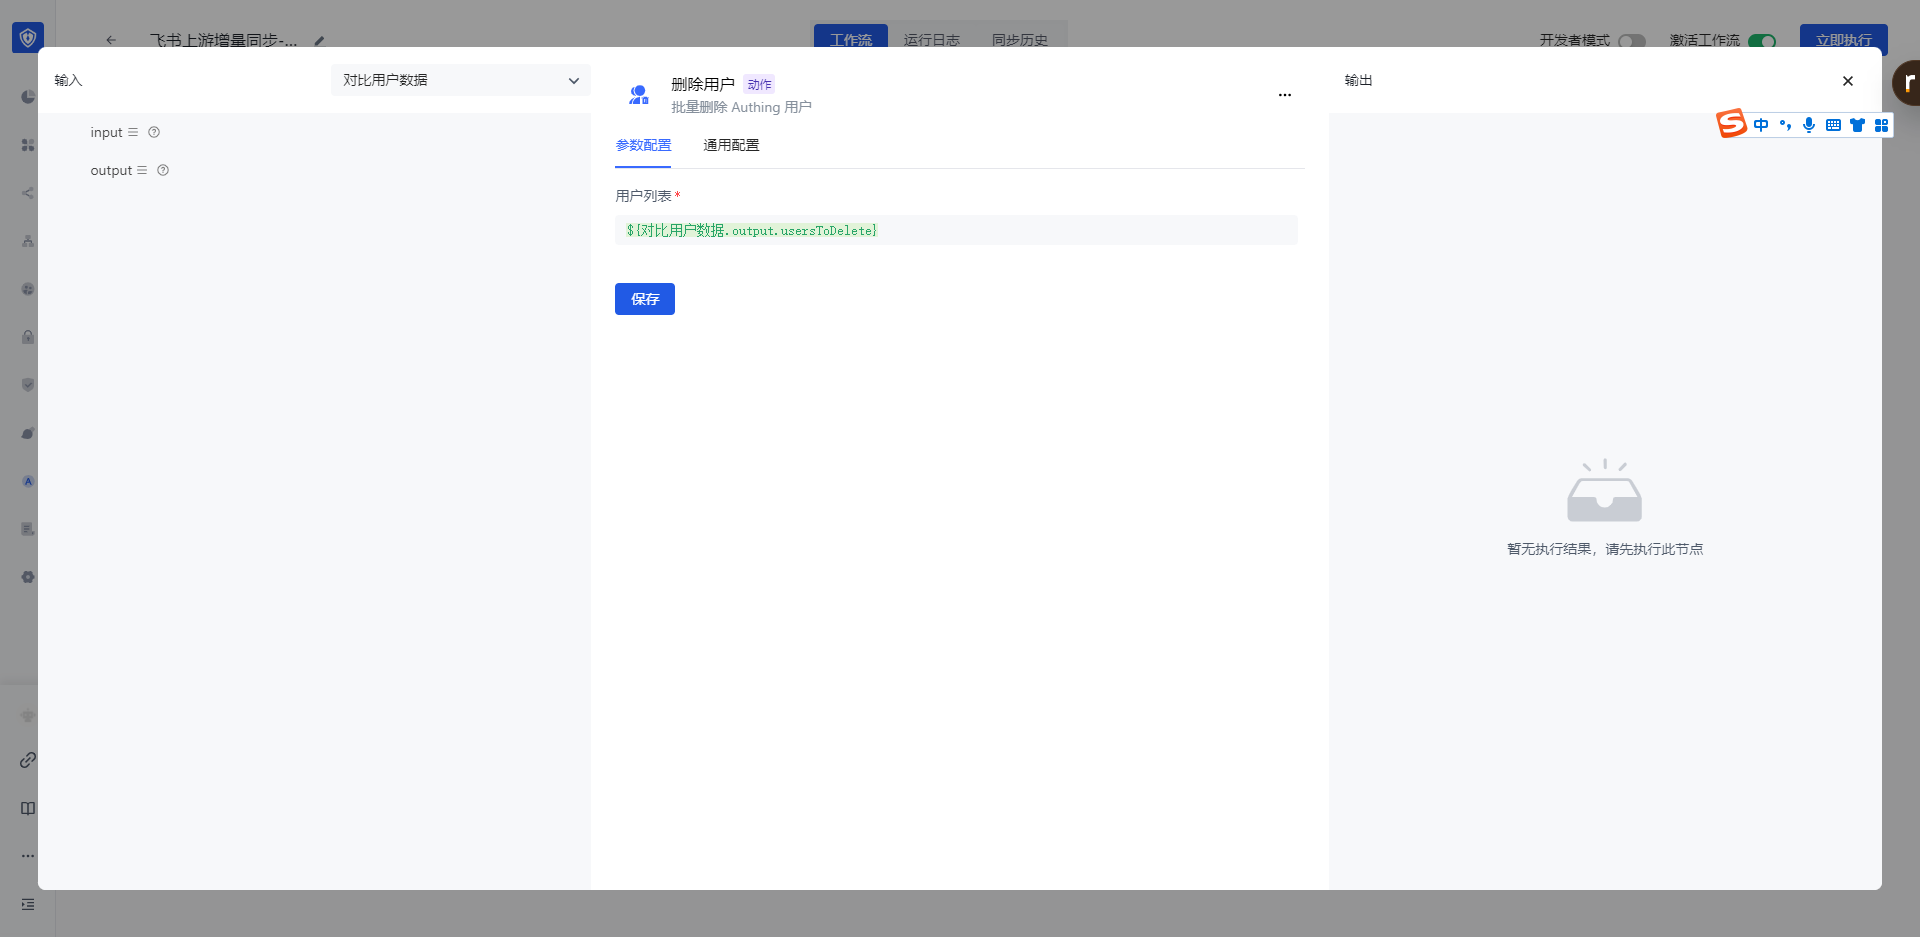 飞书上游增量同步-...
工作流
运行日志
同步历史
开发者模式
激活工作流
立即执行
输入
对比用户数据
input
output
删除用户
动作
批量删除 Authing 用户
参数配置
通用配置
用户列表*
${对比用户数据.output.usersToDelete}
保存
输出
中
暂无执行结果，请先执行此节点